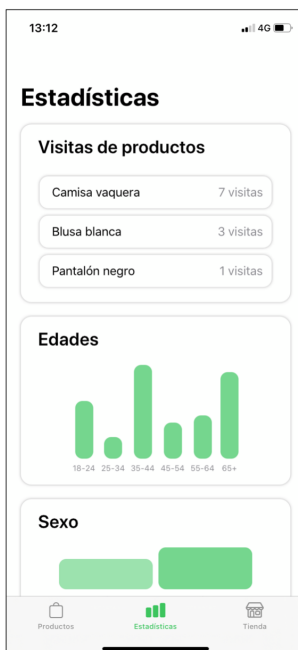 13:12 4G
Estadísticas
Visitas de productos
Camisa vaquera 7 visitas
Blusa blanca 3 visitas
Pantalón negro 1 visitas
Edades
18-24 25-34 35-44 45-54 55-64 65+
Sexo
Productos Estadísticas Tienda